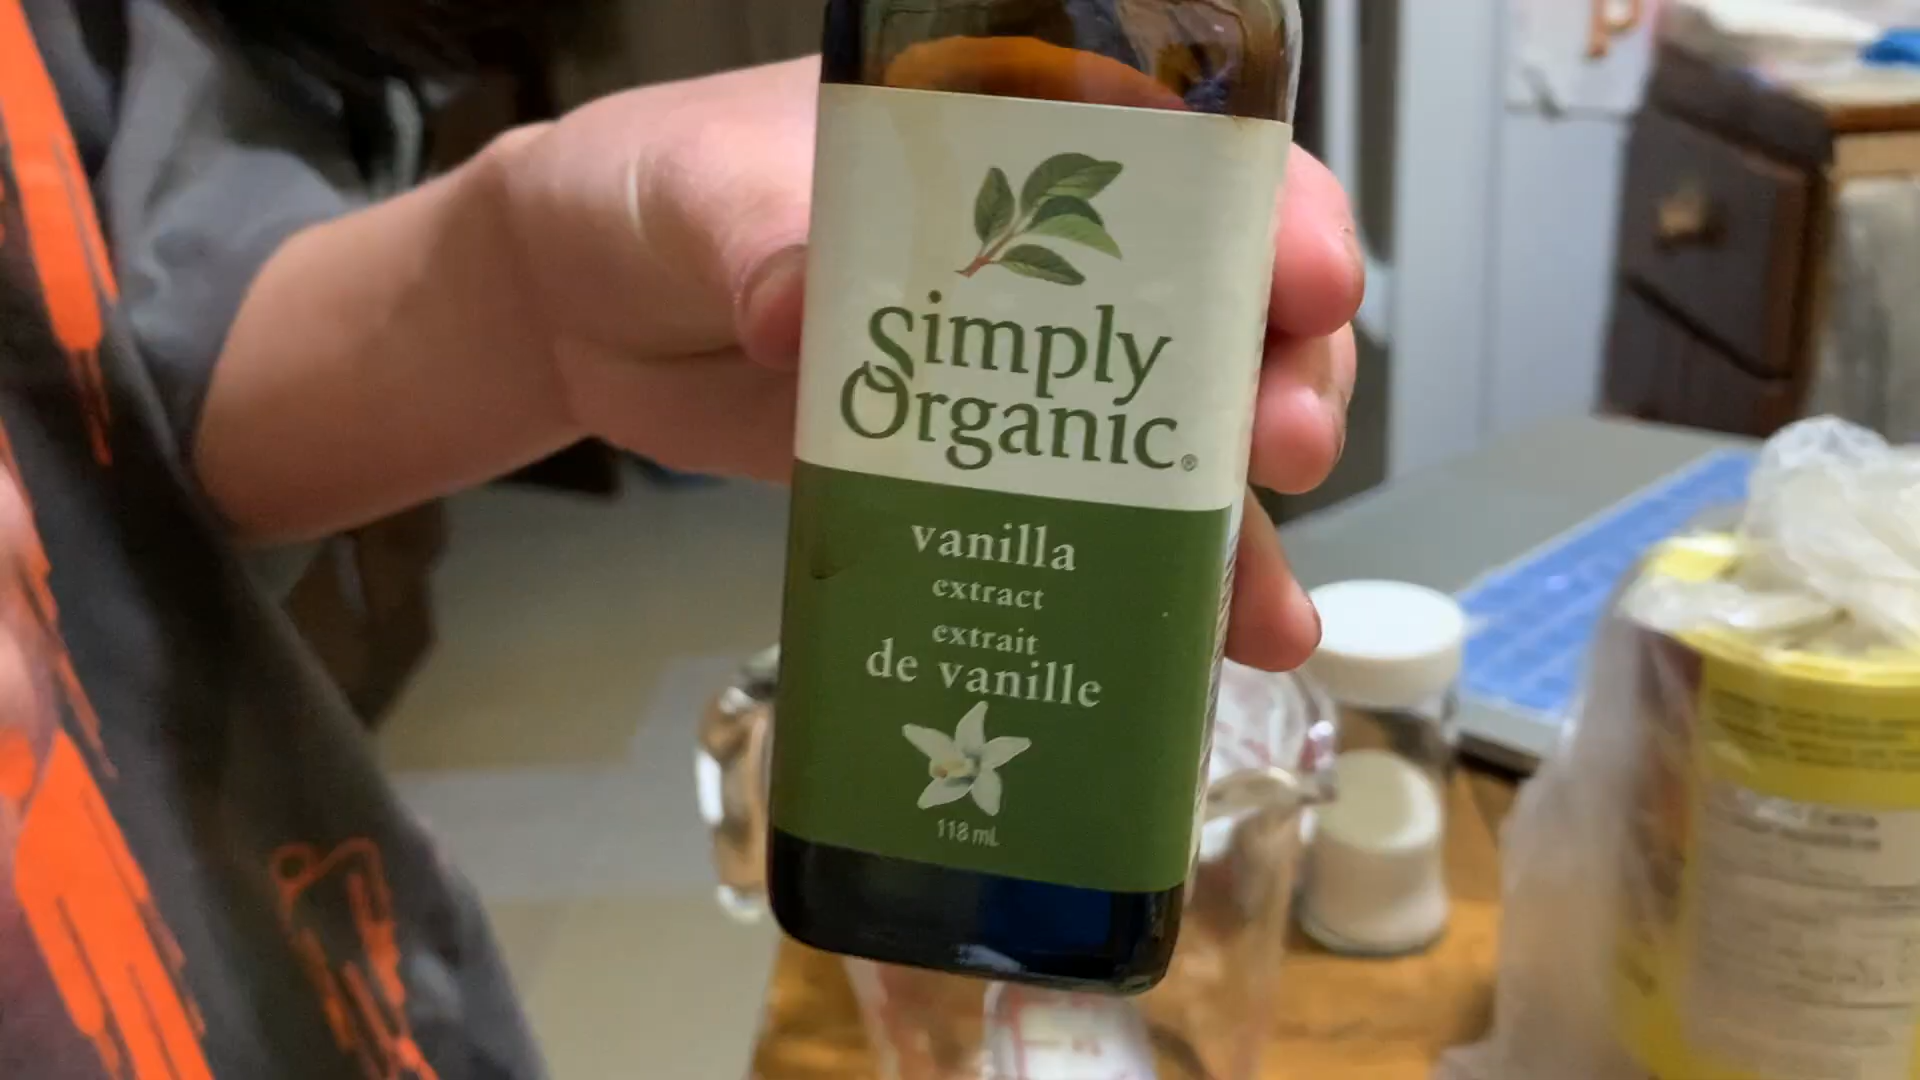 Simply
Organic®
vanilla
extract
extrait
de vanille
118 mL